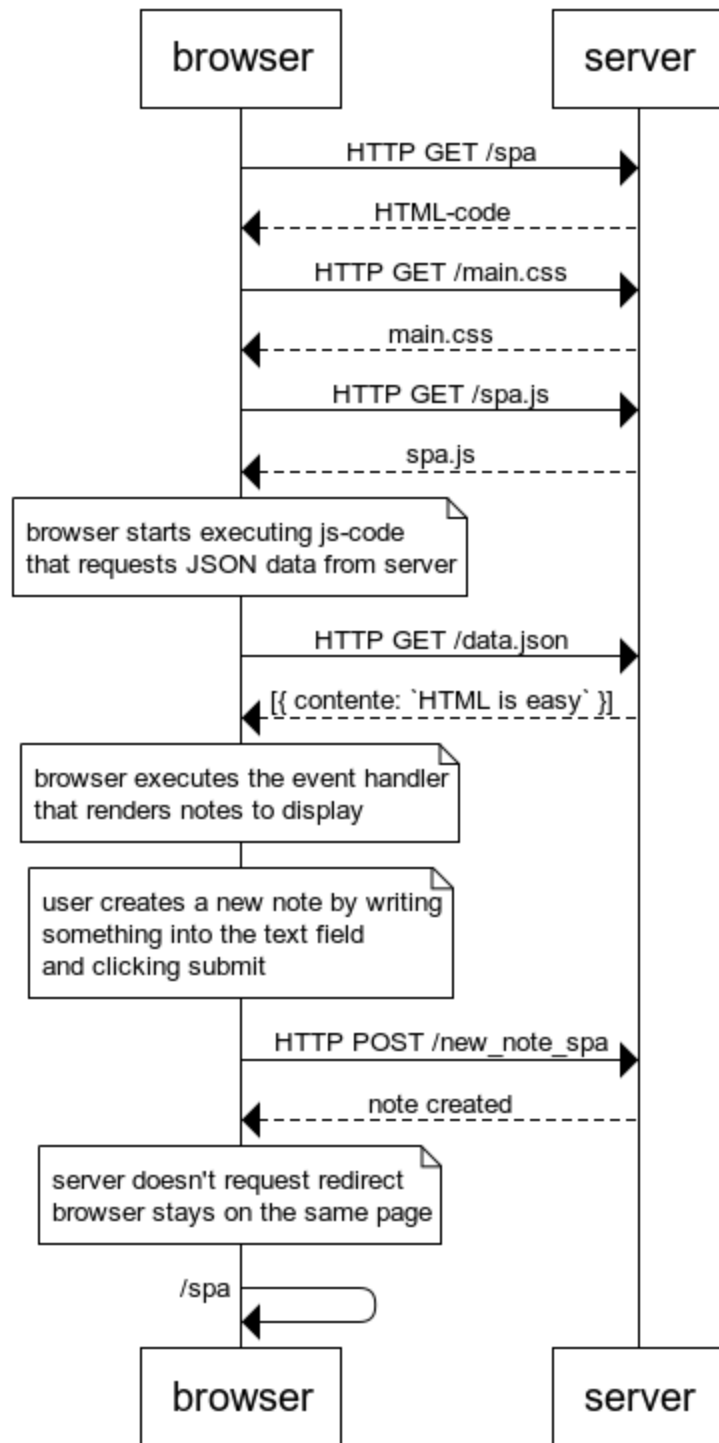 browser server
HTTP GET /spa
HTML-code
HTTP GET /main.css
main.css
HTTP GET /spa.js
spa.js
browser starts executing js-code
that requests JSON data from server
HTTP GET /data.json
[{ contente: `HTML is easy` }]
browser executes the event handler
that renders notes to display
user creates a new note by writing
something into the text field
and clicking submit
HTTP POST /new_note_spa
note created
server doesn't request redirect
browser stays on the same page
/spa
browser server